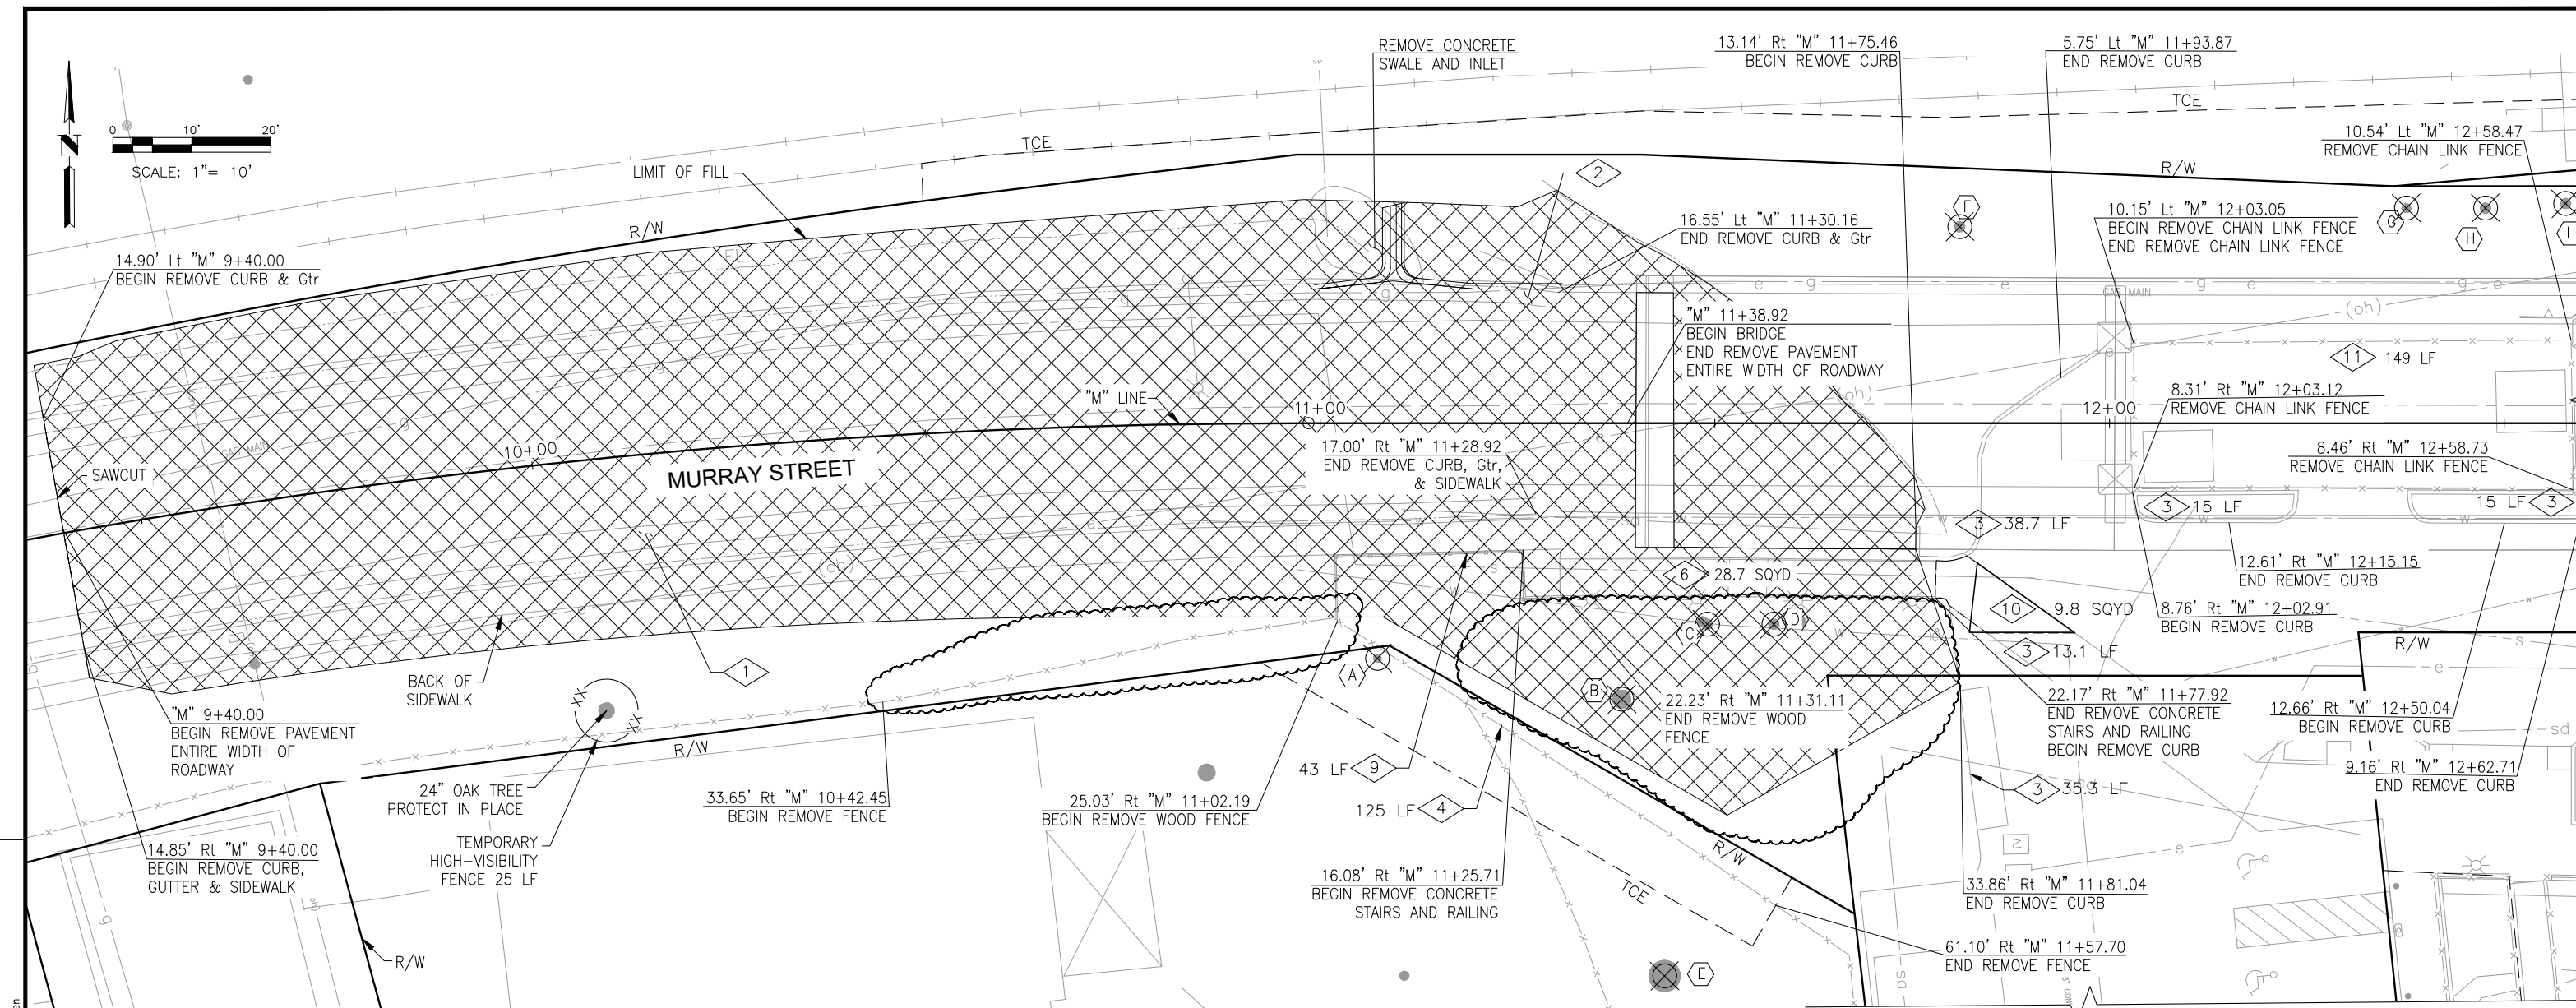 REMOVE CONCRETE
SWALE AND INLET
13.14' Rt "M" 11+75.46
BEGIN REMOVE CURB
5.75' Lt "M" 11+93.87
END REMOVE CURB
TCE
TCE
N
0 10' 20'
SCALE: 1"= 10'
LIMIT OF FILL
10.54' Lt "M" 12+58.47
REMOVE CHAIN LINK FENCE
R/W
2
R/W
F
G
H
I
16.55' Lt "M" 11+30.16
END REMOVE CURB & Gtr
10.15' Lt "M" 12+03.05
BEGIN REMOVE CHAIN LINK FENCE
END REMOVE CHAIN LINK FENCE
14.90' Lt "M" 9+40.00
BEGIN REMOVE CURB & Gtr
FL
g
g
g
s
e
g
e
g
e
g
e
GAS MAIN
(oh)
"M" 11+38.92
BEGIN BRIDGE
END REMOVE PAVEMENT
ENTIRE WIDTH OF ROADWAY
11 149 LF
"M" LINE
11+00
(oh)
12+00
8.31' Rt "M" 12+03.12
REMOVE CHAIN LINK FENCE
GAS MAIN
10+00
MURRAY STREET
17.00' Rt "M" 11+28.92
END REMOVE CURB, Gtr,
& SIDEWALK
8.46' Rt "M" 12+58.73
REMOVE CHAIN LINK FENCE
SAWCUT
3 38.7 LF
3 15 LF
15 LF 3
(oh)
6 28.7 SQYD
12.61' Rt "M" 12+15.15
END REMOVE CURB
10 9.8 SQYD
8.76' Rt "M" 12+02.91
BEGIN REMOVE CURB
C
D
3 13.1 LF
R/W
1
A
B
BACK OF
SIDEWALK
22.23' Rt "M" 11+31.11
END REMOVE WOOD
FENCE
22.17' Rt "M" 11+77.92
END REMOVE CONCRETE
STAIRS AND RAILING
BEGIN REMOVE CURB
12.66' Rt "M" 12+50.04
BEGIN REMOVE CURB
"M" 9+40.00
BEGIN REMOVE PAVEMENT
ENTIRE WIDTH OF
ROADWAY
R/W
43 LF 9
9.16' Rt "M" 12+62.71
END REMOVE CURB
24" OAK TREE
PROTECT IN PLACE
33.65' Rt "M" 10+42.45
BEGIN REMOVE FENCE
25.03' Rt "M" 11+02.19
BEGIN REMOVE WOOD FENCE
125 LF 4
3 35.3 LF
sd
TEMPORARY
HIGH-VISIBILITY
FENCE 25 LF
14.85' Rt "M" 9+40.00
BEGIN REMOVE CURB,
GUTTER & SIDEWALK
R/W
16.08' Rt "M" 11+25.71
BEGIN REMOVE CONCRETE
STAIRS AND RAILING
TCE
33.86' Rt "M" 11+81.04
END REMOVE CURB
R/W
61.10' Rt "M" 11+57.70
END REMOVE FENCE
E
sd